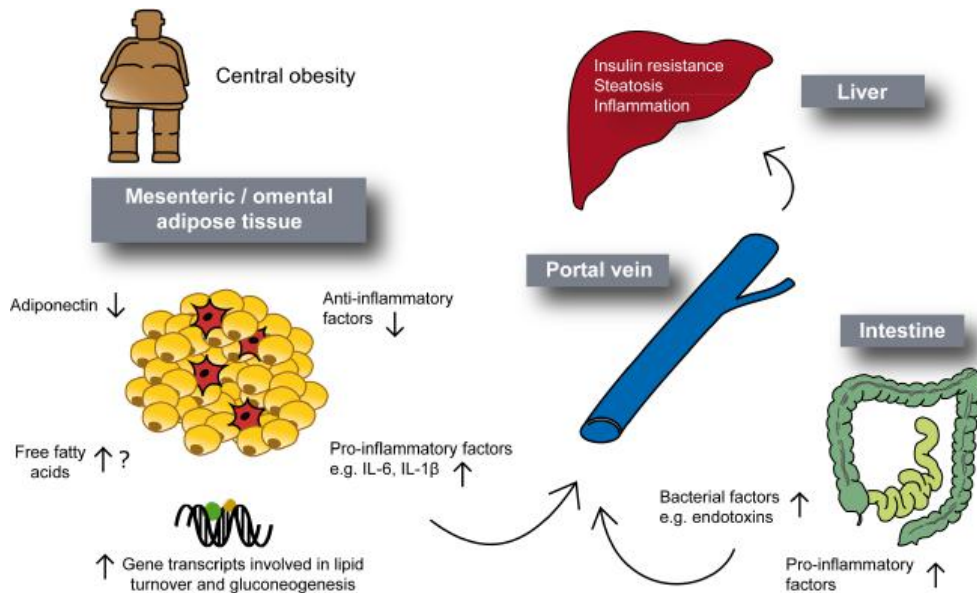 Central obesity
Mesenteric / omental
adipose tissue
Adiponectin ↓
Anti-inflammatory
factors ↓
Free fatty
acids ↑ ?
Pro-inflammatory factors
e.g. IL-6, IL-1β ↑
↑ Gene transcripts involved in lipid
turnover and gluconeogenesis
Insulin resistance
Steatosis
Inflammation
Liver
Portal vein
Intestine
Bacterial factors
e.g. endotoxins ↑
Pro-inflammatory
factors ↑